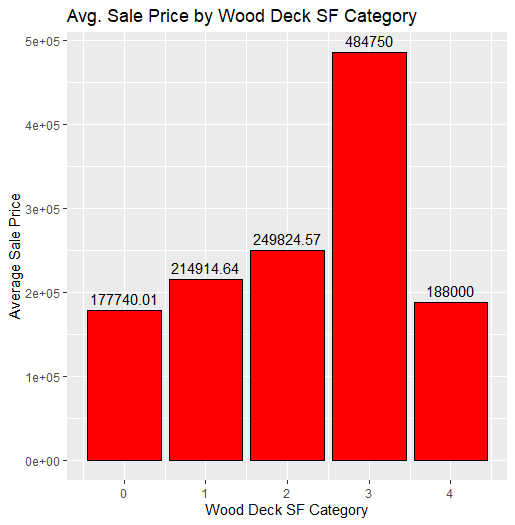 Avg. Sale Price by Wood Deck SF Category
5e+05
4e+05
3e+05
2e+05
1e+05
0e+00
Average Sale Price
177740.01
214914.64
249824.57
484750
188000
0 1 2 3 4
Wood Deck SF Category